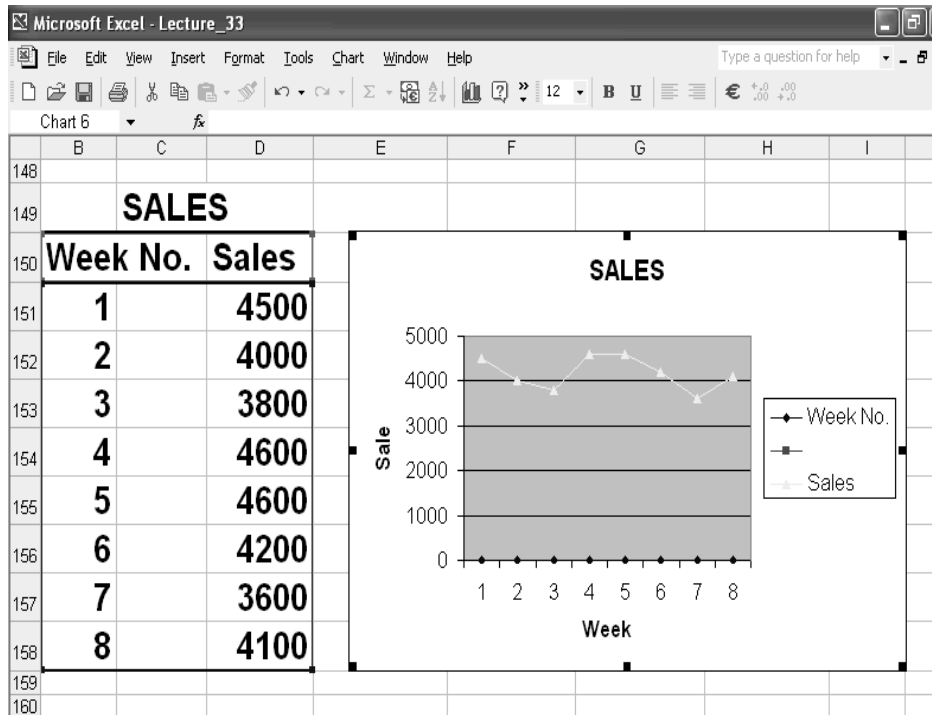 Microsoft Excel - Lecture_33
File Edit View Insert Format Tools Chart Window Help Type a question for help
12 B U
Chart 6 fx
B C D E F G H I
148
149 SALES
150 Week No. Sales
151 1 4500
152 2 4000
153 3 3800
154 4 4600
155 5 4600
156 6 4200
157 7 3600
158 8 4100
159
160
SALES
5000
4000
3000
2000
1000
0
Sale
1 2 3 4 5 6 7 8
Week
Week No.
Sales